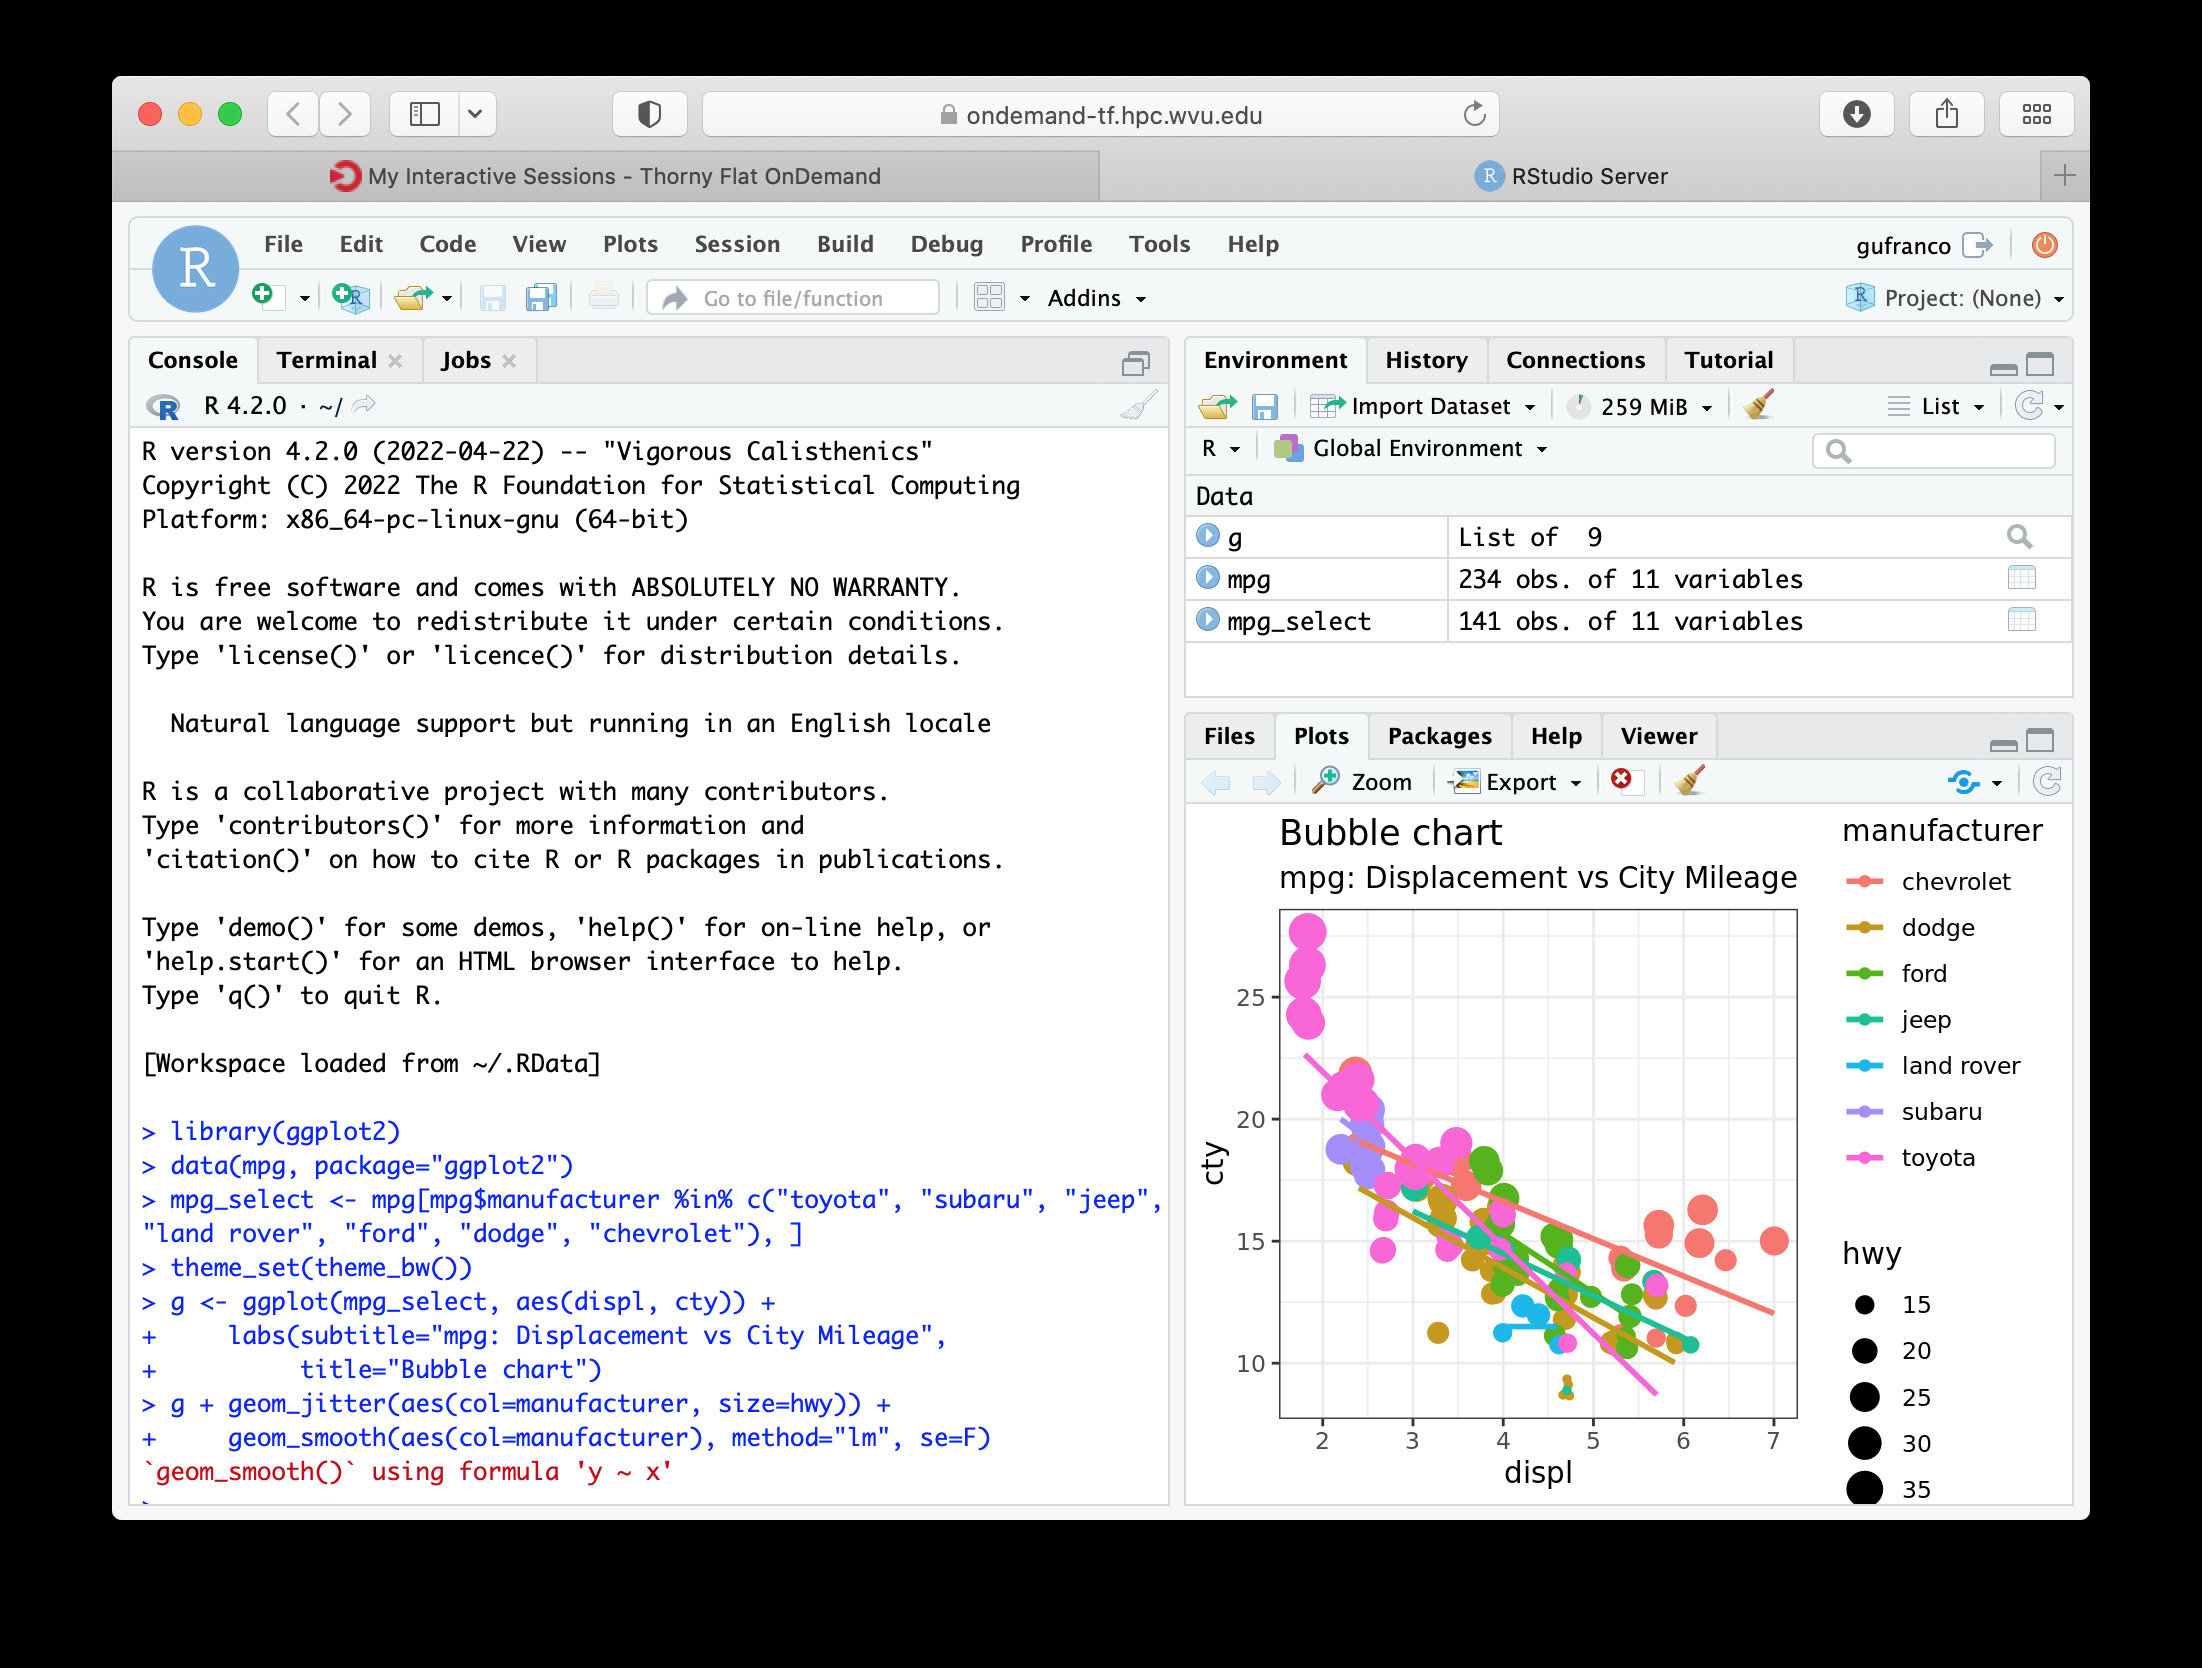 ondemand-tf.hpc.wvu.edu
My Interactive Sessions - Thorny Flat OnDemand
R RStudio Server
R
File Edit Code View Plots Session Build Debug Profile Tools Help
gufranco
R
Go to file/function
Addins
R Project: (None)
Console Terminal Jobs
R R 4.2.0 · ~/
R version 4.2.0 (2022-04-22) -- "Vigorous Calisthenics"
Copyright (C) 2022 The R Foundation for Statistical Computing
Platform: x86_64-pc-linux-gnu (64-bit)
R is free software and comes with ABSOLUTELY NO WARRANTY.
You are welcome to redistribute it under certain conditions.
Type 'license()' or 'licence()' for distribution details.
Natural language support but running in an English locale
R is a collaborative project with many contributors.
Type 'contributors()' for more information and
'citation()' on how to cite R or R packages in publications.
Type 'demo()' for some demos, 'help()' for on-line help, or
'help.start()' for an HTML browser interface to help.
Type 'q()' to quit R.
[Workspace loaded from ~/.RData]
> library(ggplot2)
> data(mpg, package="ggplot2")
> mpg_select <- mpg[mpg$manufacturer %in% c("toyota", "subaru", "jeep",
"land rover", "ford", "dodge", "chevrolet"), ]
> theme_set(theme_bw())
> g <- ggplot(mpg_select, aes(displ, cty)) +
+     labs(subtitle="mpg: Displacement vs City Mileage",
+          title="Bubble chart")
> g + geom_jitter(aes(col=manufacturer, size=hwy)) +
+     geom_smooth(aes(col=manufacturer), method="lm", se=F)
`geom_smooth()` using formula 'y ~ x'
>
Environment History Connections Tutorial
Import Dataset 259 MiB List
R Global Environment
Data
g List of  9
mpg 234 obs. of 11 variables
mpg_select 141 obs. of 11 variables
Files Plots Packages Help Viewer
Zoom Export
Bubble chart
mpg: Displacement vs City Mileage
25
20
15
10
cty
2 3 4 5 6 7
displ
manufacturer
chevrolet
dodge
ford
jeep
land rover
subaru
toyota
hwy
15
20
25
30
35